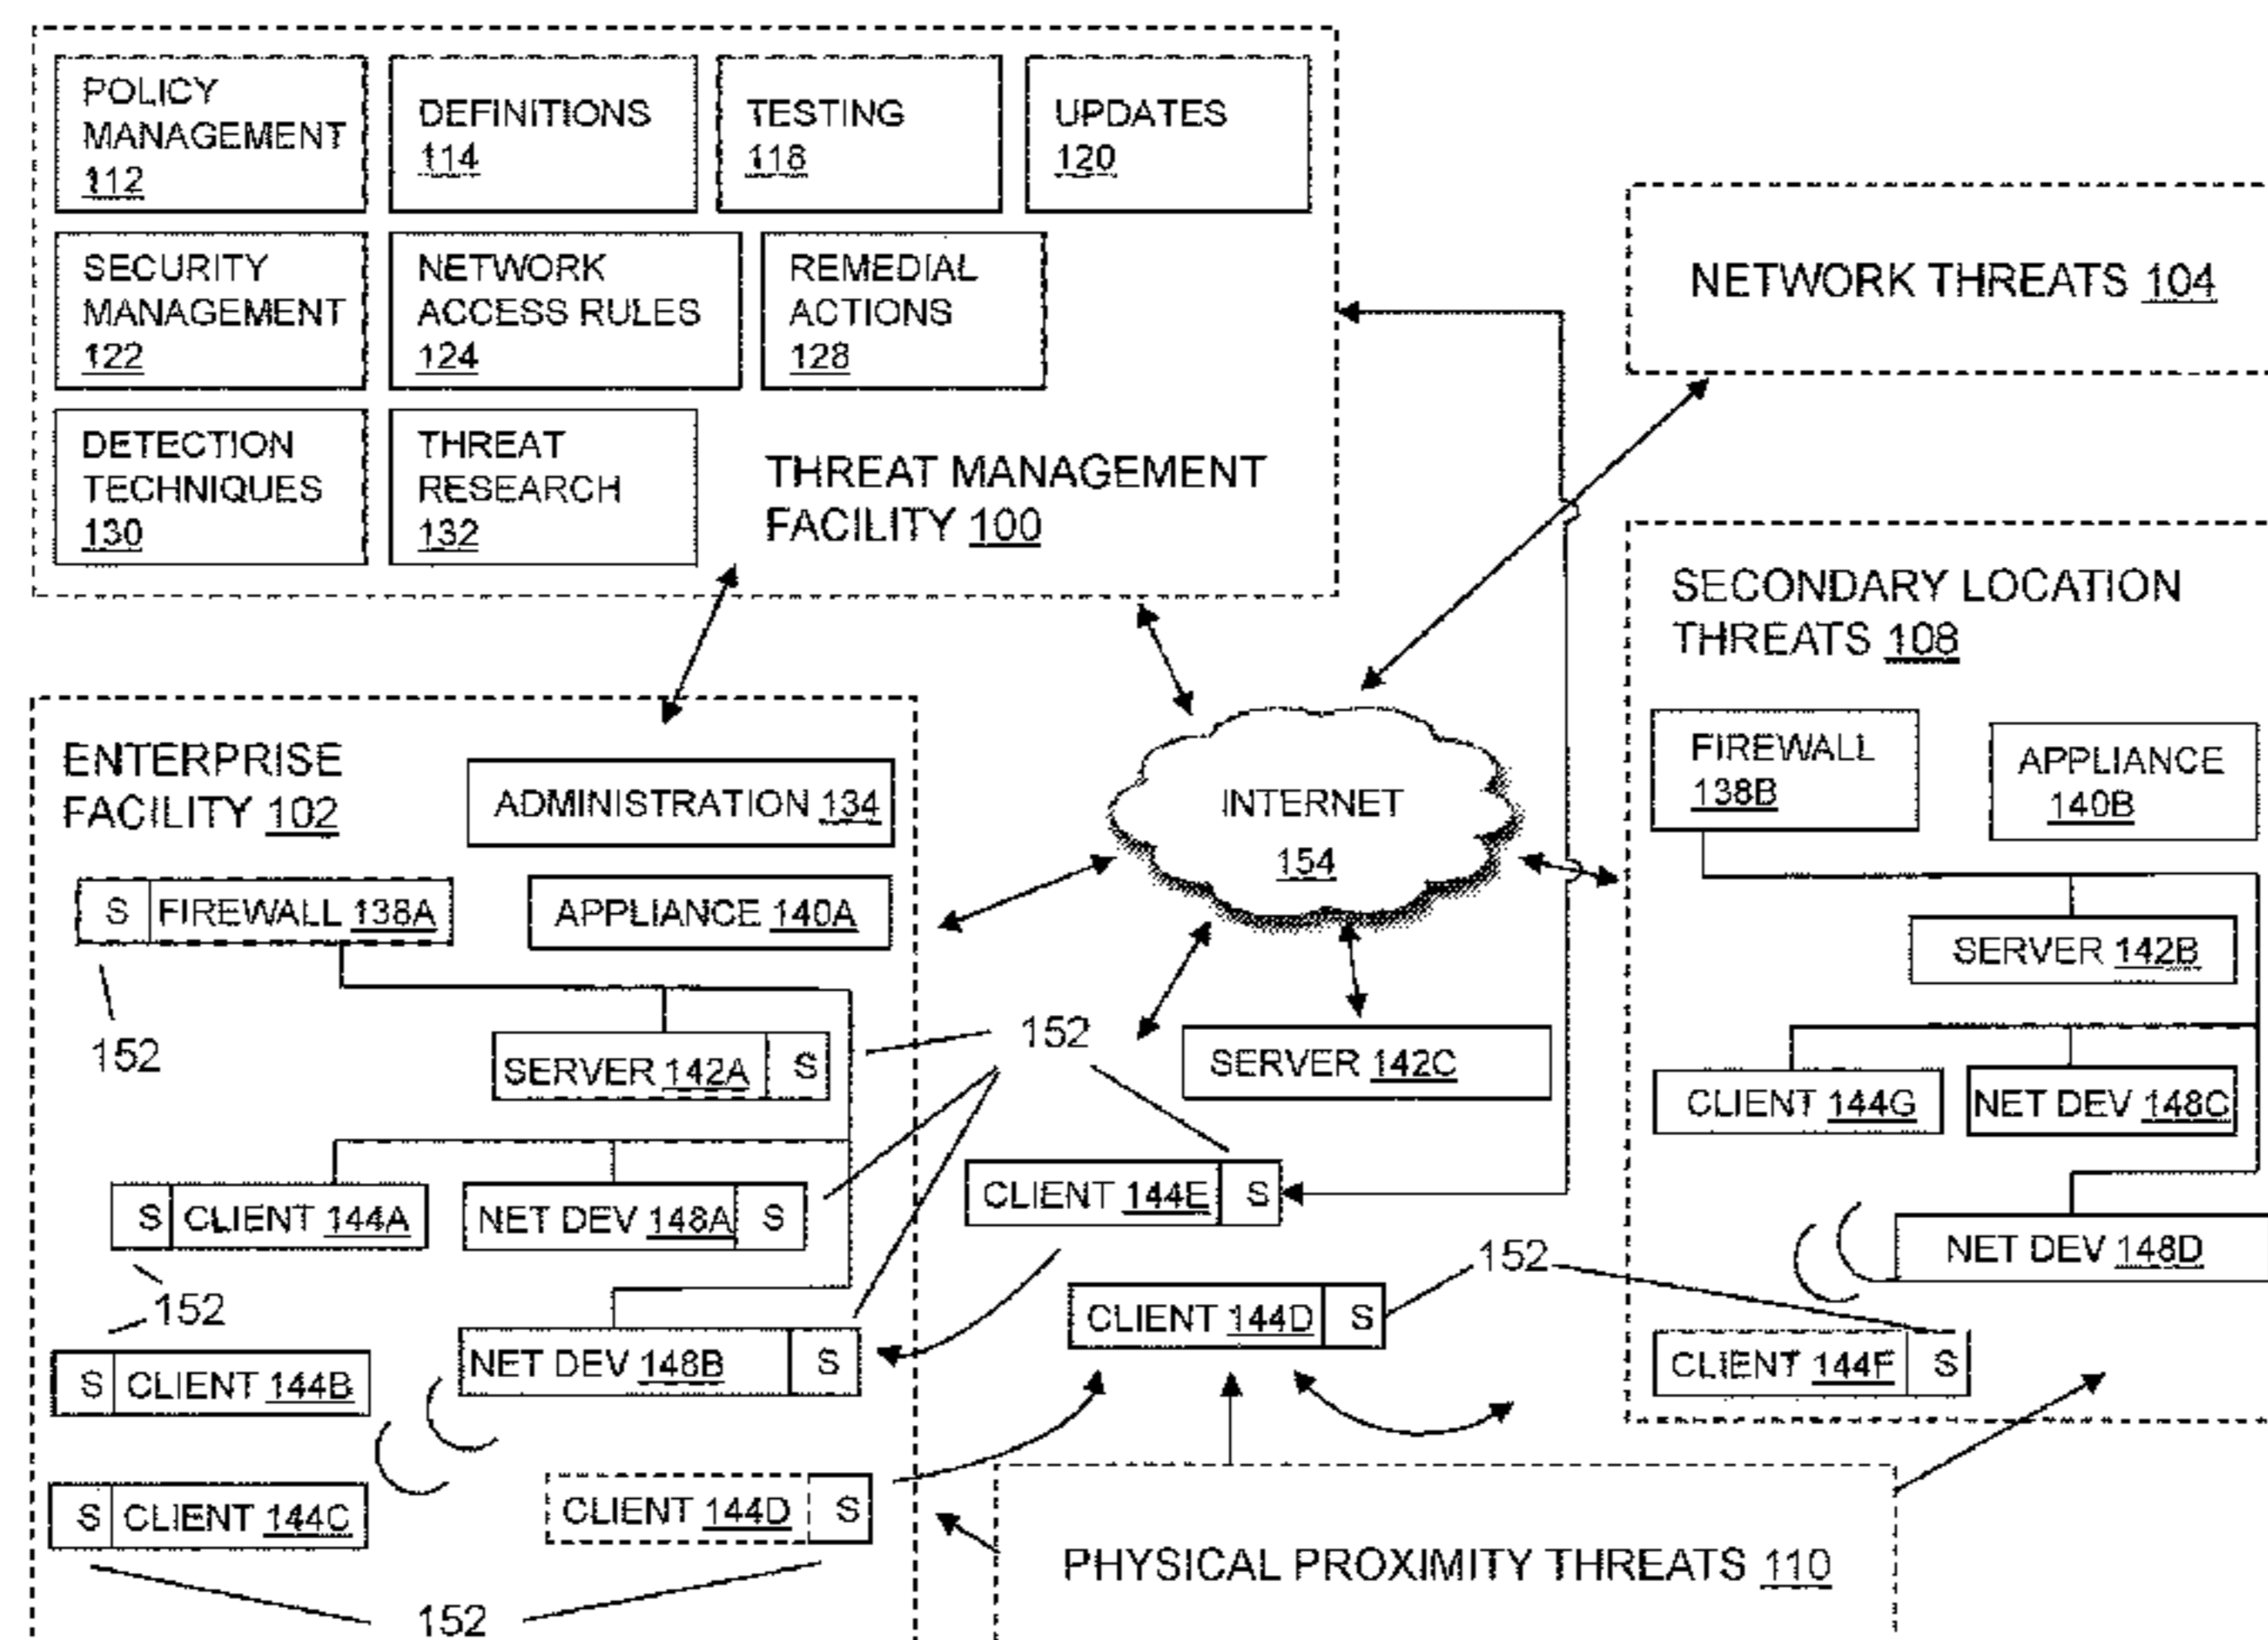 POLICY
MANAGEMENT
112
DEFINITIONS
114
TESTING
118
UPDATES
120
SECURITY
MANAGEMENT
122
NETWORK
ACCESS RULES
124
REMEDIAL
ACTIONS
128
DETECTION
TECHNIQUES
130
THREAT
RESEARCH
132
THREAT MANAGEMENT
FACILITY 100
NETWORK THREATS 104
SECONDARY LOCATION
THREATS 108
FIREWALL
138B
APPLIANCE
140B
SERVER 142B
CLIENT 144G
NET DEV 148C
NET DEV 148D
CLIENT 144F S
ENTERPRISE
FACILITY 102
ADMINISTRATION 134
S FIREWALL 138A
APPLIANCE 140A
152
SERVER 142A S
S CLIENT 144A
NET DEV 148A S
152
S CLIENT 144B
NET DEV 148B S
S CLIENT 144C
CLIENT 144D S
152
INTERNET
154
152
SERVER 142C
CLIENT 144E S
152
CLIENT 144D S
PHYSICAL PROXIMITY THREATS 110